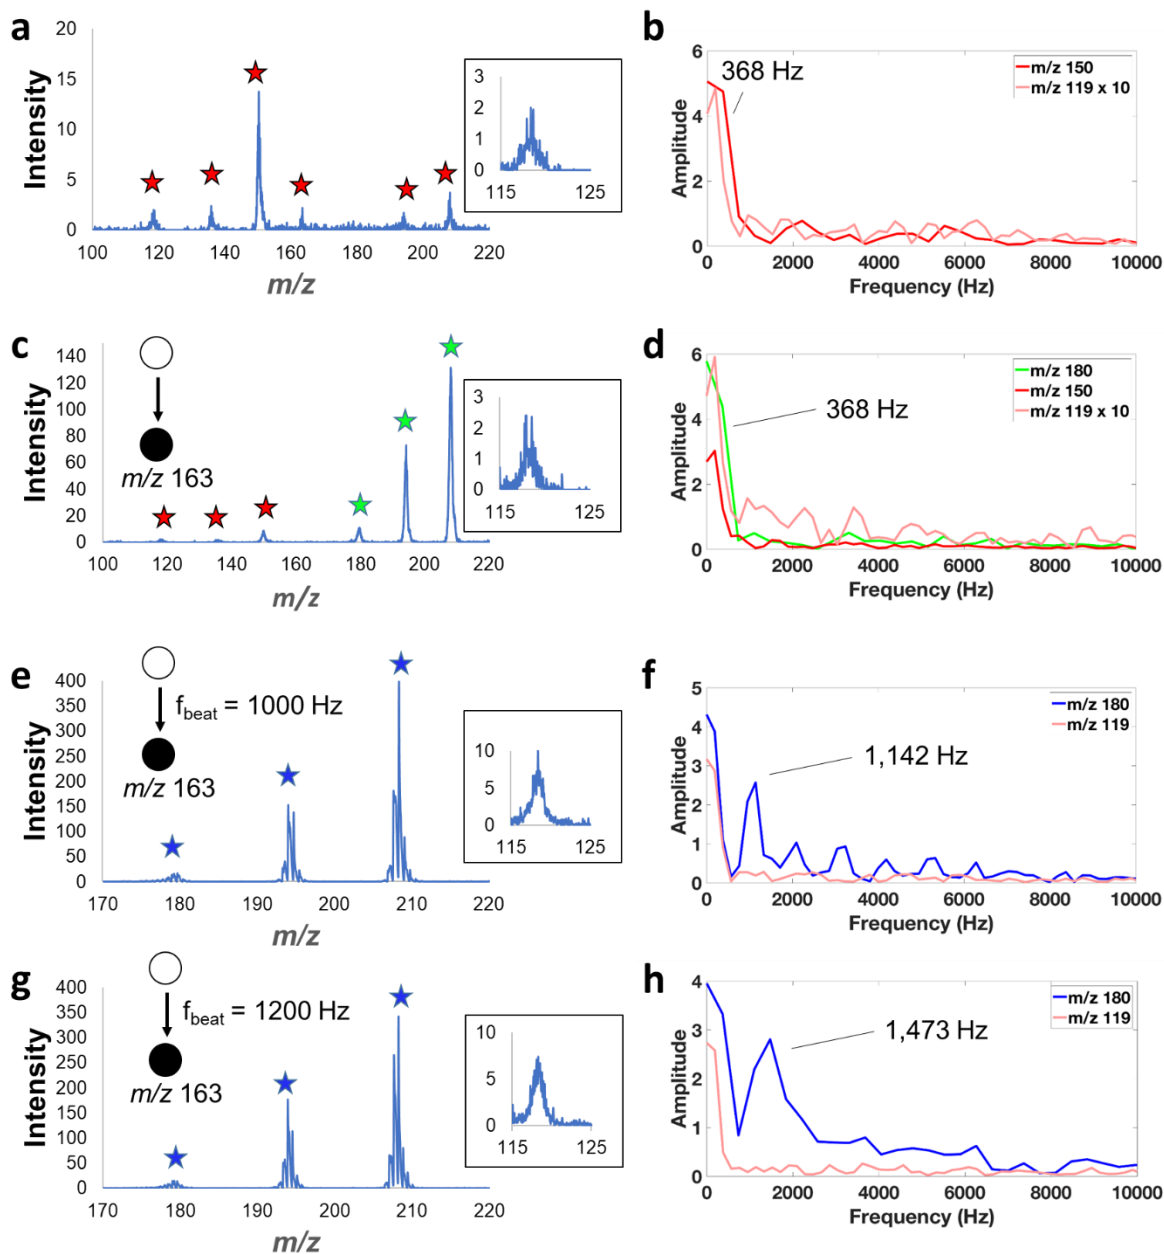 a
Intensity
20
15
10
5
0
100 120 140 160 180 200 220
m/z
3
2
1
0
115 125
b
Amplitude
6
4
2
0
368 Hz
m/z 150
m/z 119 x 10
0 2000 4000 6000 8000 10000
Frequency (Hz)
c
Intensity
140
120
100
80
60
40
20
0
m/z 163
100 120 140 160 180 200 220
m/z
3
2
1
0
115 125
d
Amplitude
6
4
2
0
368 Hz
m/z 180
m/z 150
m/z 119 x 10
0 2000 4000 6000 8000 10000
Frequency (Hz)
e
Intensity
400
350
300
250
200
150
100
50
0
fbeat = 1000 Hz
m/z 163
170 180 190 200 210 220
m/z
10
5
0
115 125
f
Amplitude
5
4
3
2
1
0
1,142 Hz
m/z 180
m/z 119
0 2000 4000 6000 8000 10000
Frequency (Hz)
g
Intensity
400
350
300
250
200
150
100
50
0
fbeat = 1200 Hz
m/z 163
170 180 190 200 210 220
m/z
10
5
0
115 125
h
Amplitude
4
3
2
1
0
1,473 Hz
m/z 180
m/z 119
0 2000 4000 6000 8000 10000
Frequency (Hz)